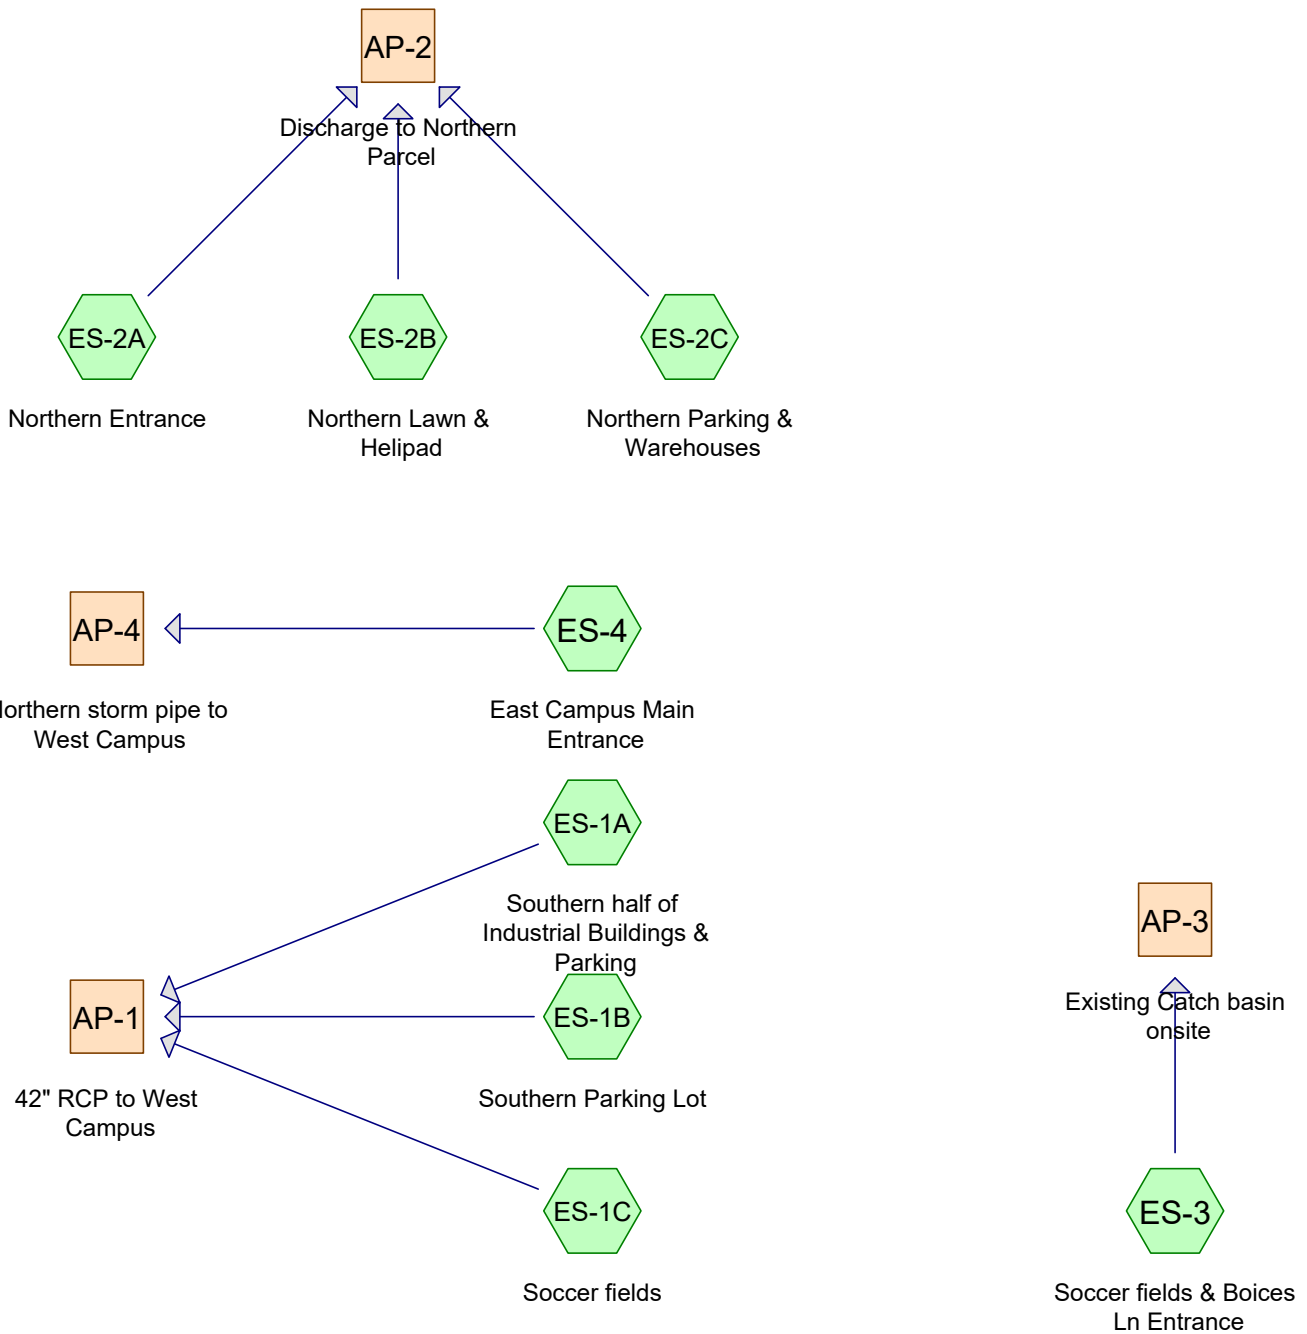 AP-2
Discharge to Northern
Parcel
ES-2A
Northern Entrance
ES-2B
Northern Lawn &
Helipad
ES-2C
Northern Parking &
Warehouses
AP-4
Northern storm pipe to
West Campus
ES-4
East Campus Main
Entrance
ES-1A
Southern half of
Industrial Buildings &
Parking
AP-1
42" RCP to West
Campus
ES-1B
Southern Parking Lot
ES-1C
Soccer fields
AP-3
Existing Catch basin
onsite
ES-3
Soccer fields & Boices
Ln Entrance